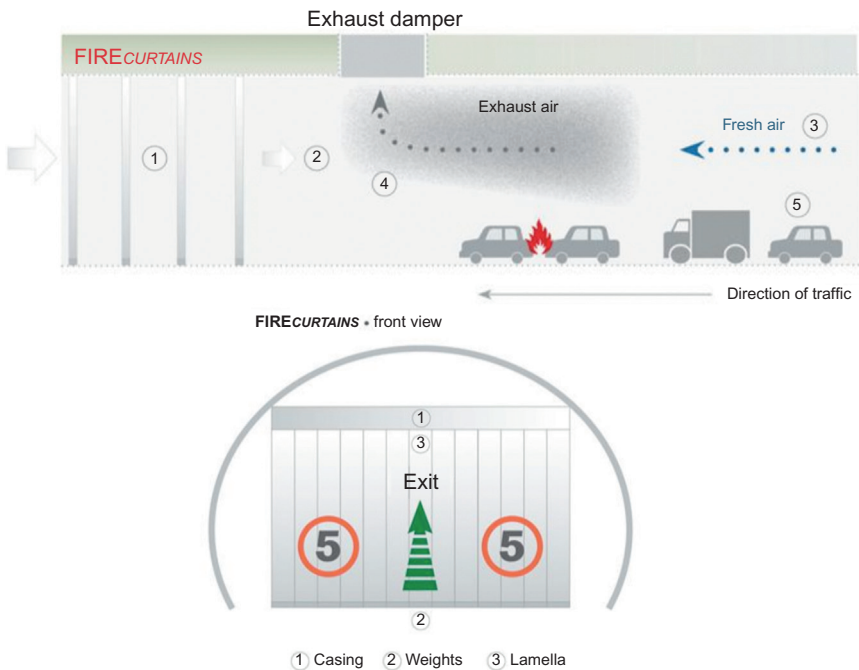 Exhaust damper
FIRECURTAINS
Exhaust air
Fresh air 3
1
2
4
5
Direction of traffic
FIRECURTAINS • front view
1
3
Exit
5 5
2
1 Casing 2 Weights 3 Lamella